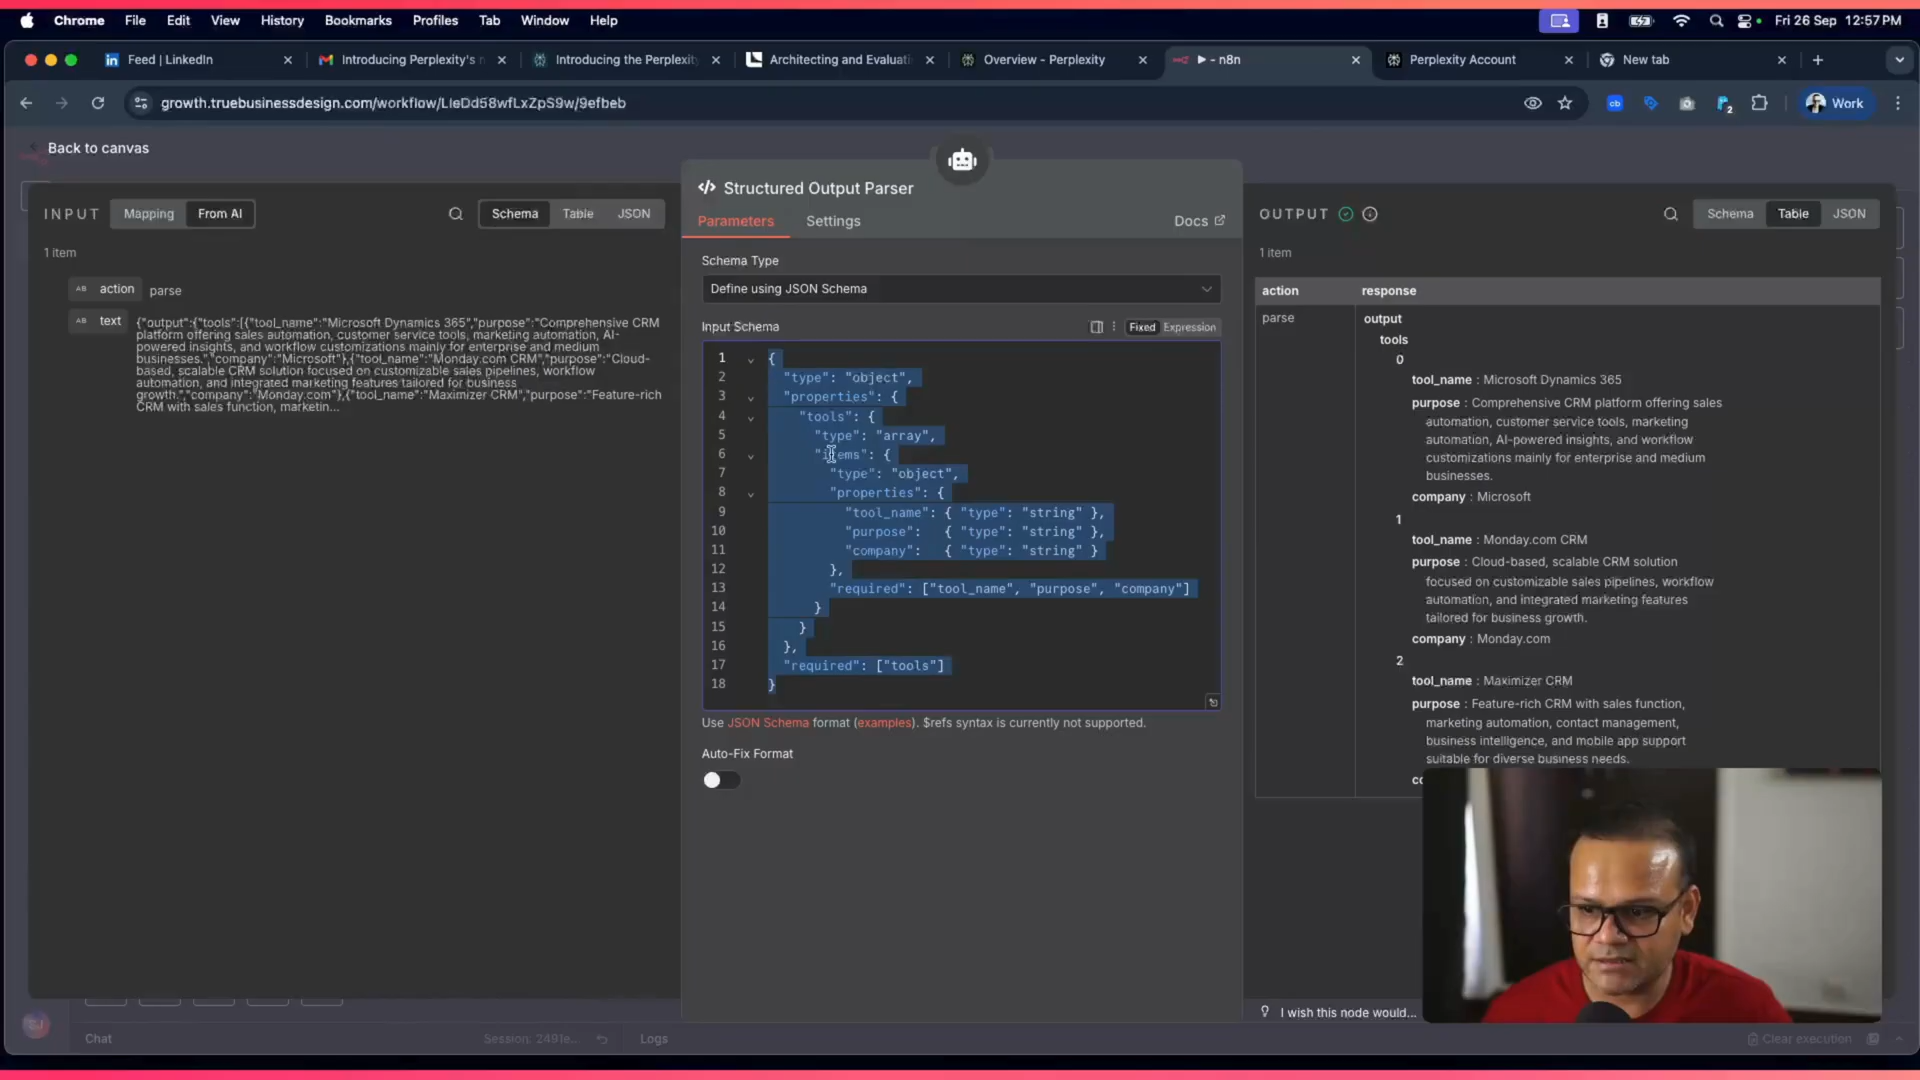 Chrome File Edit View History Bookmarks Profiles Tab Window Help Fri 26 Sep 12:57 PM
Feed | LinkedIn Introducing Perplexity's n Introducing the Perplexity Architecting and Evaluati Overview - Perplexity - n8n Perplexity Account New tab
growth.truebusinessdesign.com/workflow/LleDd58wfLxZpS9w/9efbeb cb 2 Work
Back to canvas
INPUT Mapping From AI Schema Table JSON
1 item
AB action parse
AB text {"output":{"tools":[{"tool_name":"Microsoft Dynamics 365","purpose":"Comprehensive CRM
platform offering sales automation, customer service tools, marketing automation, AI-
powered insights, and workflow customizations mainly for enterprise and medium
businesses.","company":"Microsoft"},{"tool_name":"Monday.com CRM","purpose":"Cloud-
based, scalable CRM solution focused on customizable sales pipelines, workflow
automation, and integrated marketing features tailored for business
growth.","company":"Monday.com"},{"tool_name":"Maximizer CRM","purpose":"Feature-rich
CRM with sales function, marketin...
Structured Output Parser
Parameters Settings Docs
Schema Type
Define using JSON Schema
Input Schema Fixed Expression
1 {
2 "type": "object",
3 "properties": {
4 "tools": {
5 "type": "array",
6 "items": {
7 "type": "object",
8 "properties": {
9 "tool_name": { "type": "string" },
10 "purpose": { "type": "string" },
11 "company": { "type": "string" }
12 },
13 "required": ["tool_name", "purpose", "company"]
14 }
15 }
16 },
17 "required": ["tools"]
18 }
Use JSON Schema format (examples). $refs syntax is currently not supported.
Auto-Fix Format
OUTPUT Schema Table JSON
1 item
action response
parse output
tools
0
tool_name : Microsoft Dynamics 365
purpose : Comprehensive CRM platform offering sales
automation, customer service tools, marketing
automation, AI-powered insights, and workflow
customizations mainly for enterprise and medium
businesses.
company : Microsoft
1
tool_name : Monday.com CRM
purpose : Cloud-based, scalable CRM solution
focused on customizable sales pipelines, workflow
automation, and integrated marketing features
tailored for business growth.
company : Monday.com
2
tool_name : Maximizer CRM
purpose : Feature-rich CRM with sales function,
marketing automation, contact management,
business intelligence, and mobile app support
suitable for diverse business needs.
co
I wish this node would...
Chat Session: 2491e... Logs Clear execution